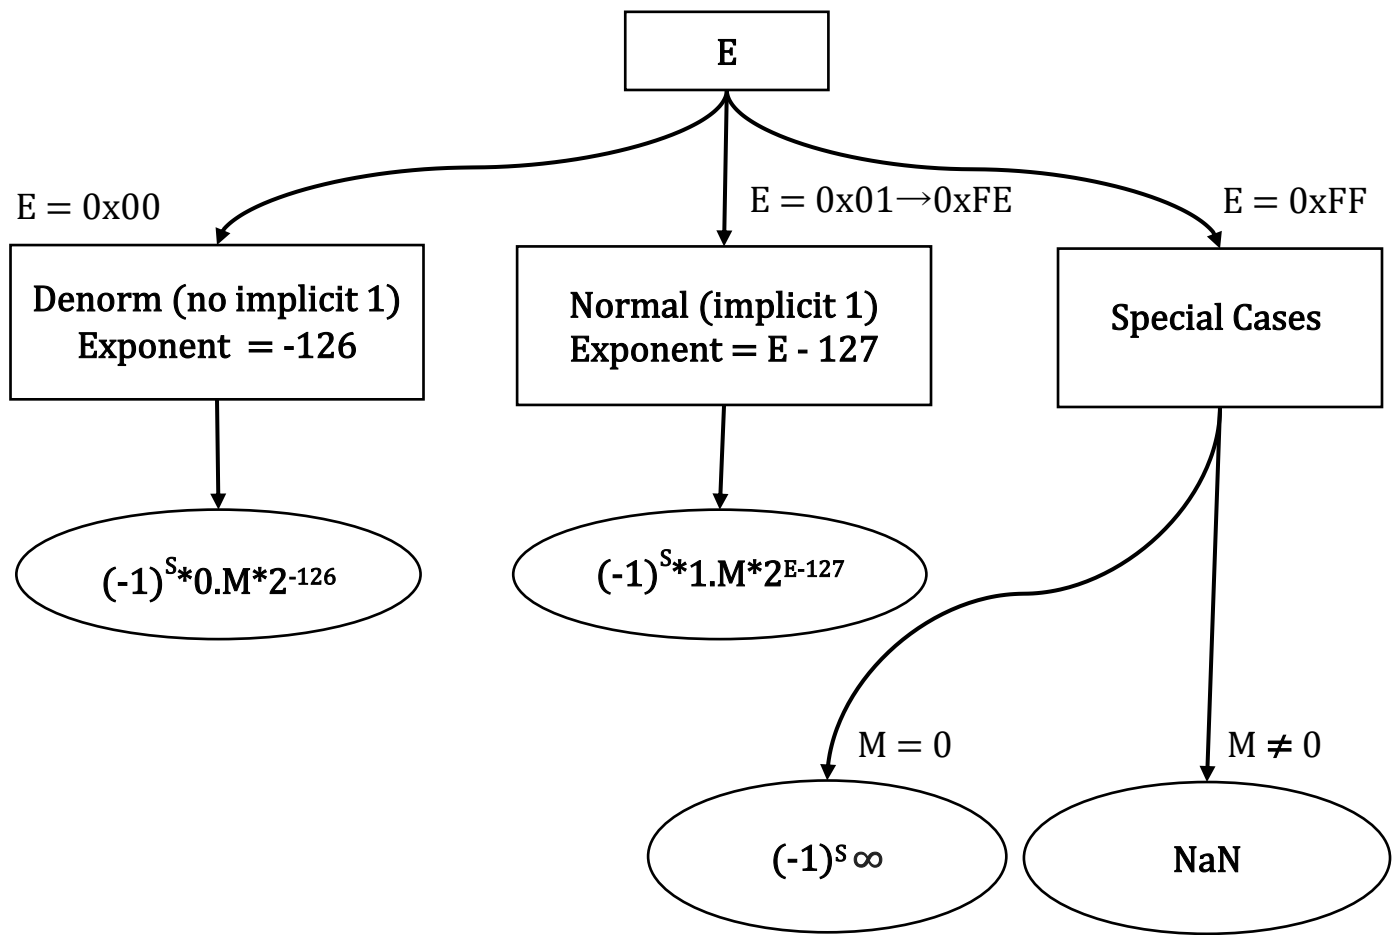 E
E = 0x00
E = 0x01→0xFE
E = 0xFF
Denorm (no implicit 1)
Exponent = -126
Normal (implicit 1)
Exponent = E - 127
Special Cases
(-1)ˢ*0.M*2⁻¹²⁶
(-1)ˢ*1.M*2ᴱ⁻¹²⁷
M = 0
M ≠ 0
(-1)ˢ ∞
NaN